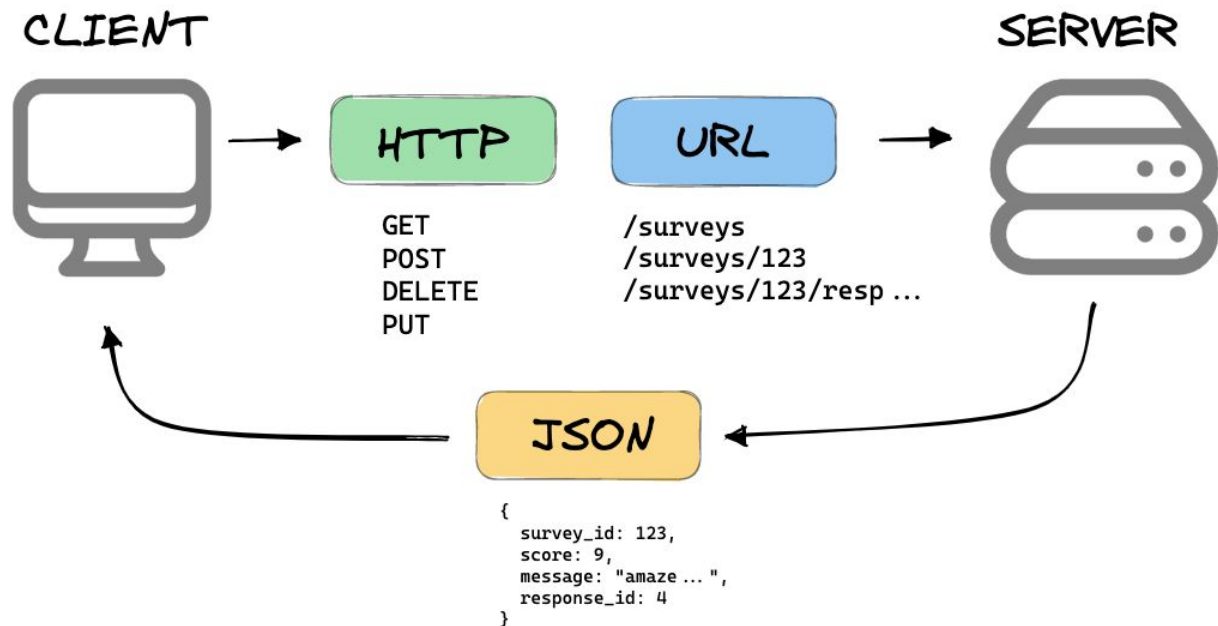 CLIENT
SERVER
HTTP
URL
GET
POST
DELETE
PUT
/surveys
/surveys/123
/surveys/123/resp ...
JSON
{
survey_id: 123,
score: 9,
message: "amaze ... ",
response_id: 4
}